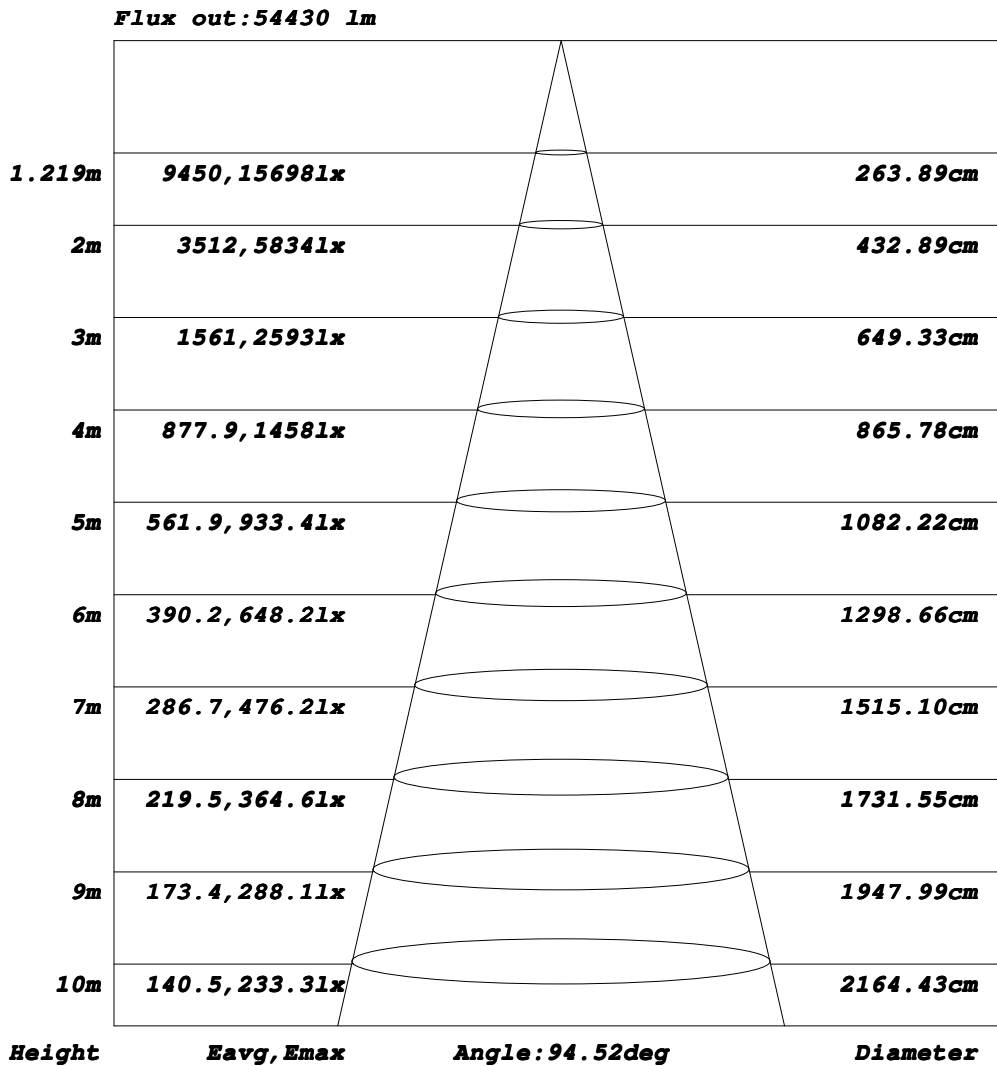 Flux out:54430 lm
1.219m 9450,15698lx 263.89cm
2m 3512,5834lx 432.89cm
3m 1561,2593lx 649.33cm
4m 877.9,1458lx 865.78cm
5m 561.9,933.4lx 1082.22cm
6m 390.2,648.2lx 1298.66cm
7m 286.7,476.2lx 1515.10cm
8m 219.5,364.6lx 1731.55cm
9m 173.4,288.1lx 1947.99cm
10m 140.5,233.3lx 2164.43cm
Height Eavg,Emax Angle:94.52deg Diameter